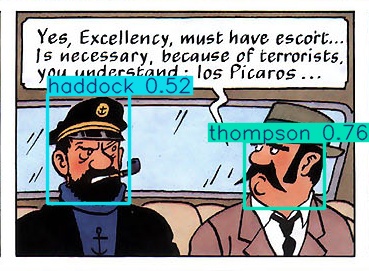 Yes, Excellency, must have escort...
Is necessary, because of terrorists,
you understand: los Picaros...
haddock 0.52
thompson 0.76